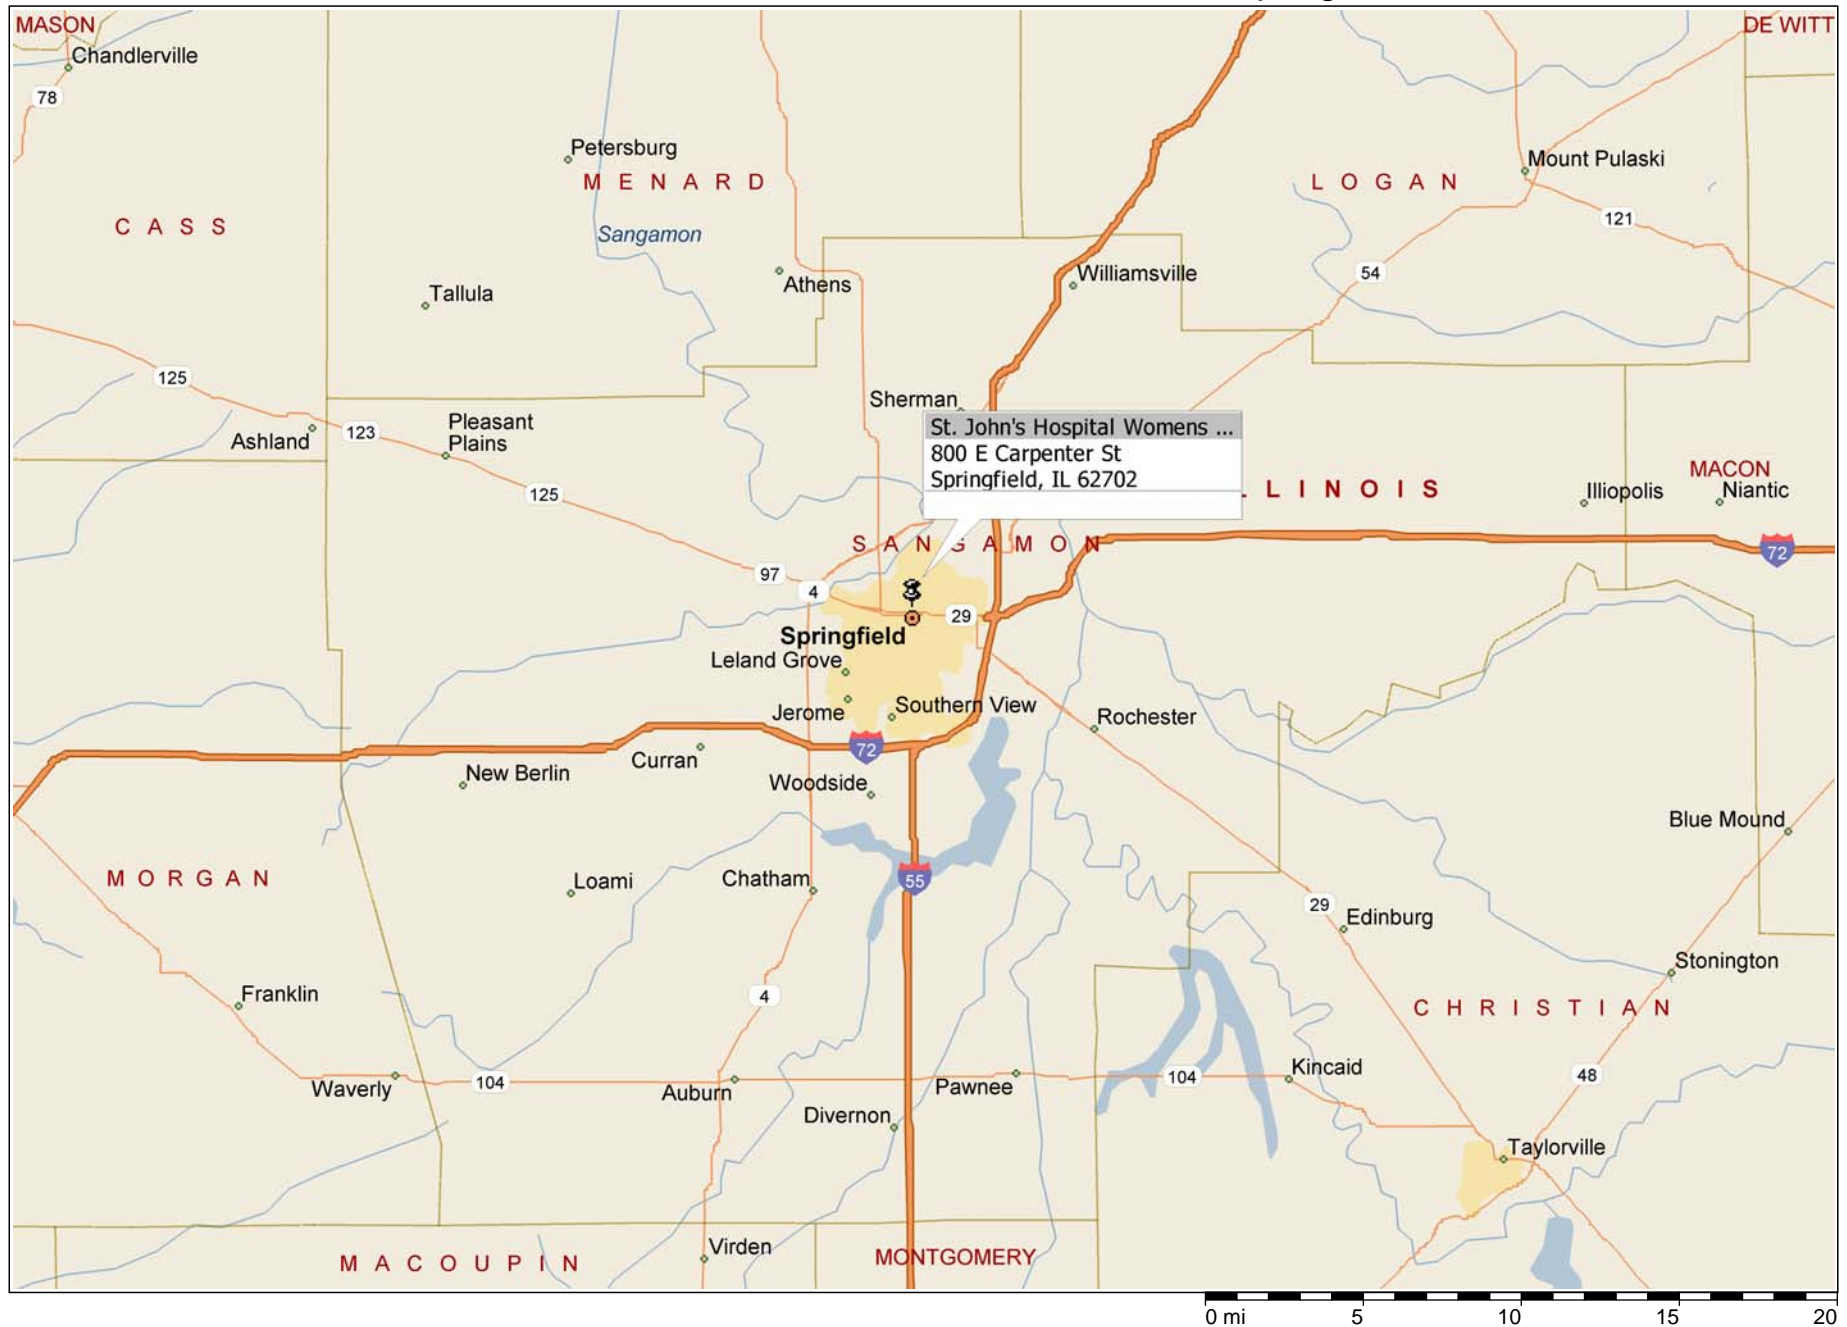 MASON
DE WITT
Chandlerville
78
Petersburg
MENARD
LOGAN
Mount Pulaski
CASS
121
Sangamon
Williamsville
54
Athens
Tallula
125
Sherman
Pleasant
Plains
123
Ashland
St. John's Hospital Womens ...
800 E Carpenter St
Springfield, IL 62702
LLINOIS
MACON
Illiopolis
Niantic
125
SANGAMON
72
97
4
29
Springfield
Leland Grove
Jerome
Southern View
Rochester
72
Curran
New Berlin
Woodside
Blue Mound
MORGAN
Loami
Chatham
55
29
Edinburg
Stonington
Franklin
4
CHRISTIAN
Kincaid
48
Waverly
104
Auburn
Pawnee
104
Divernon
Taylorville
Virden
MACOUPIN
MONTGOMERY
0 mi 5 10 15 20